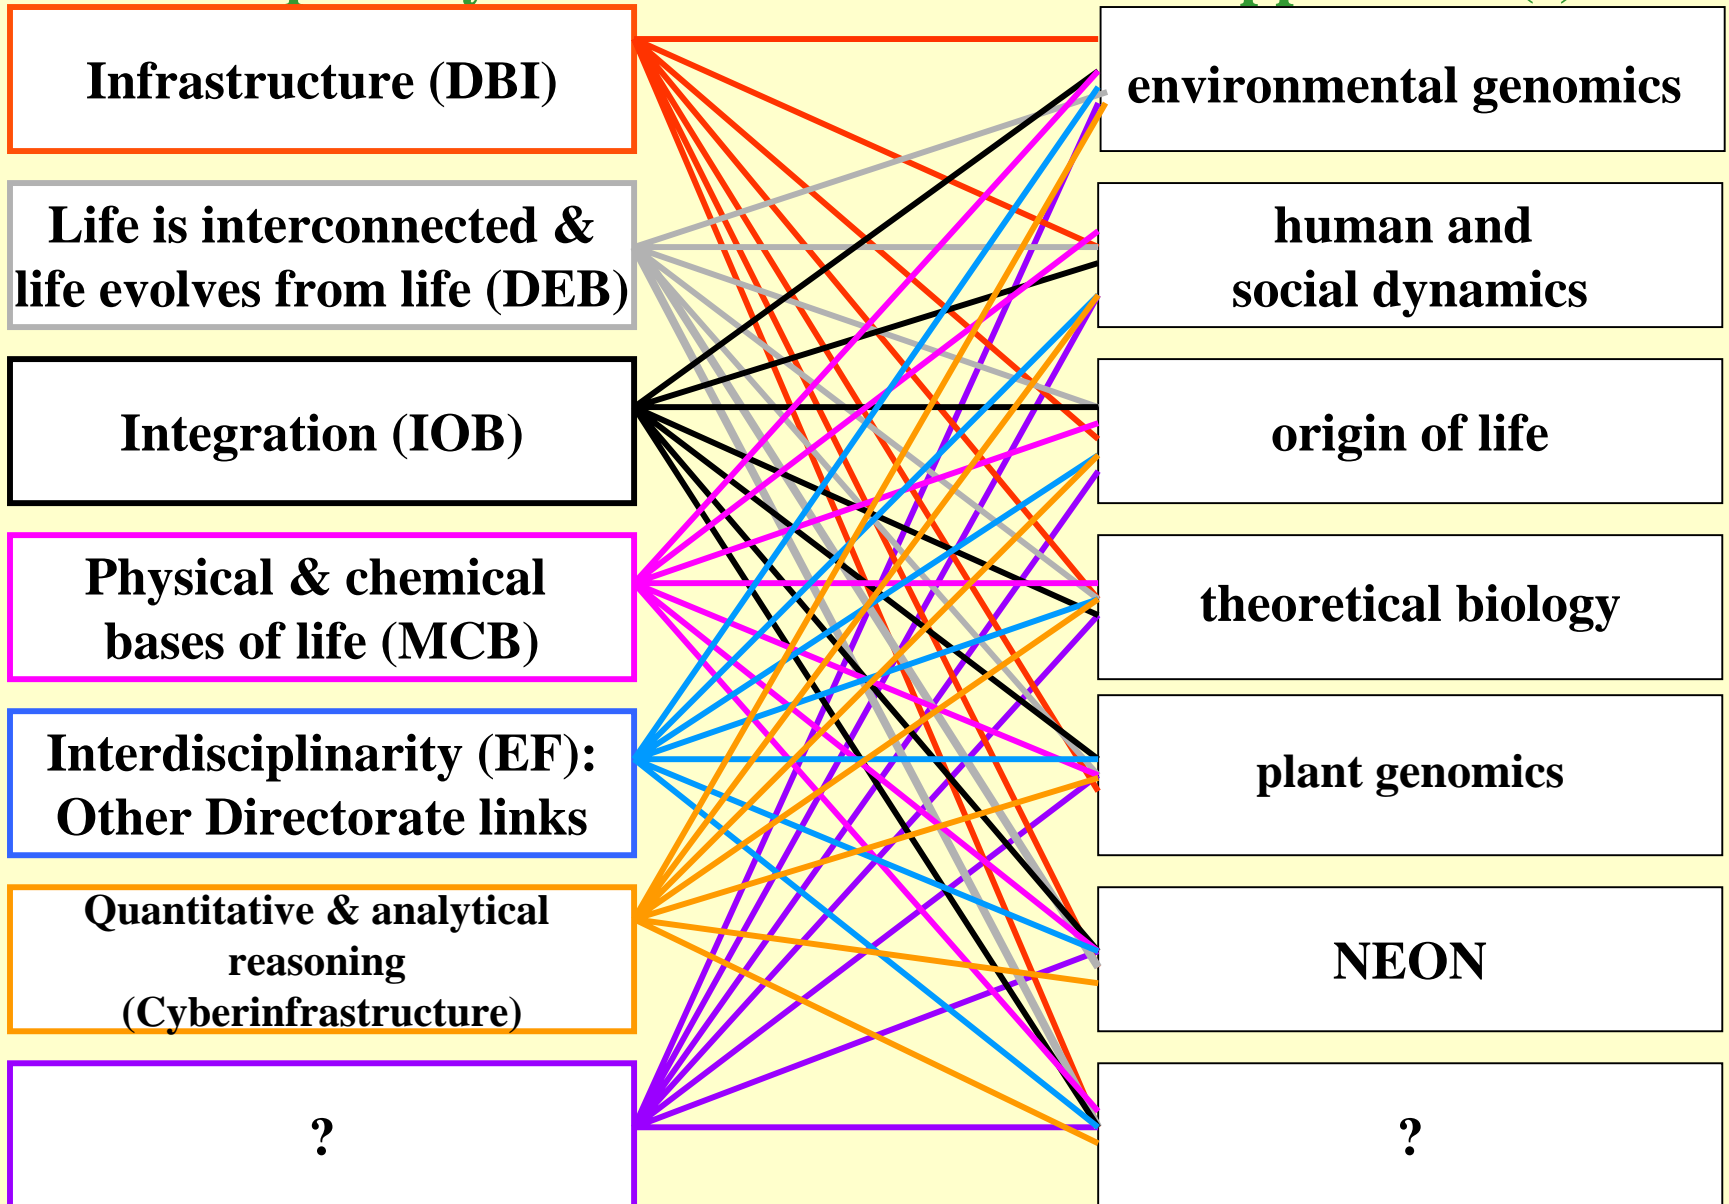 Infrastructure (DBI)
Life is interconnected &
life evolves from life (DEB)
Integration (IOB)
Physical & chemical
bases of life (MCB)
Interdisciplinarity (EF):
Other Directorate links
Quantitative & analytical
reasoning
(Cyberinfrastructure)
?
environmental genomics
human and
social dynamics
origin of life
theoretical biology
plant genomics
NEON
?